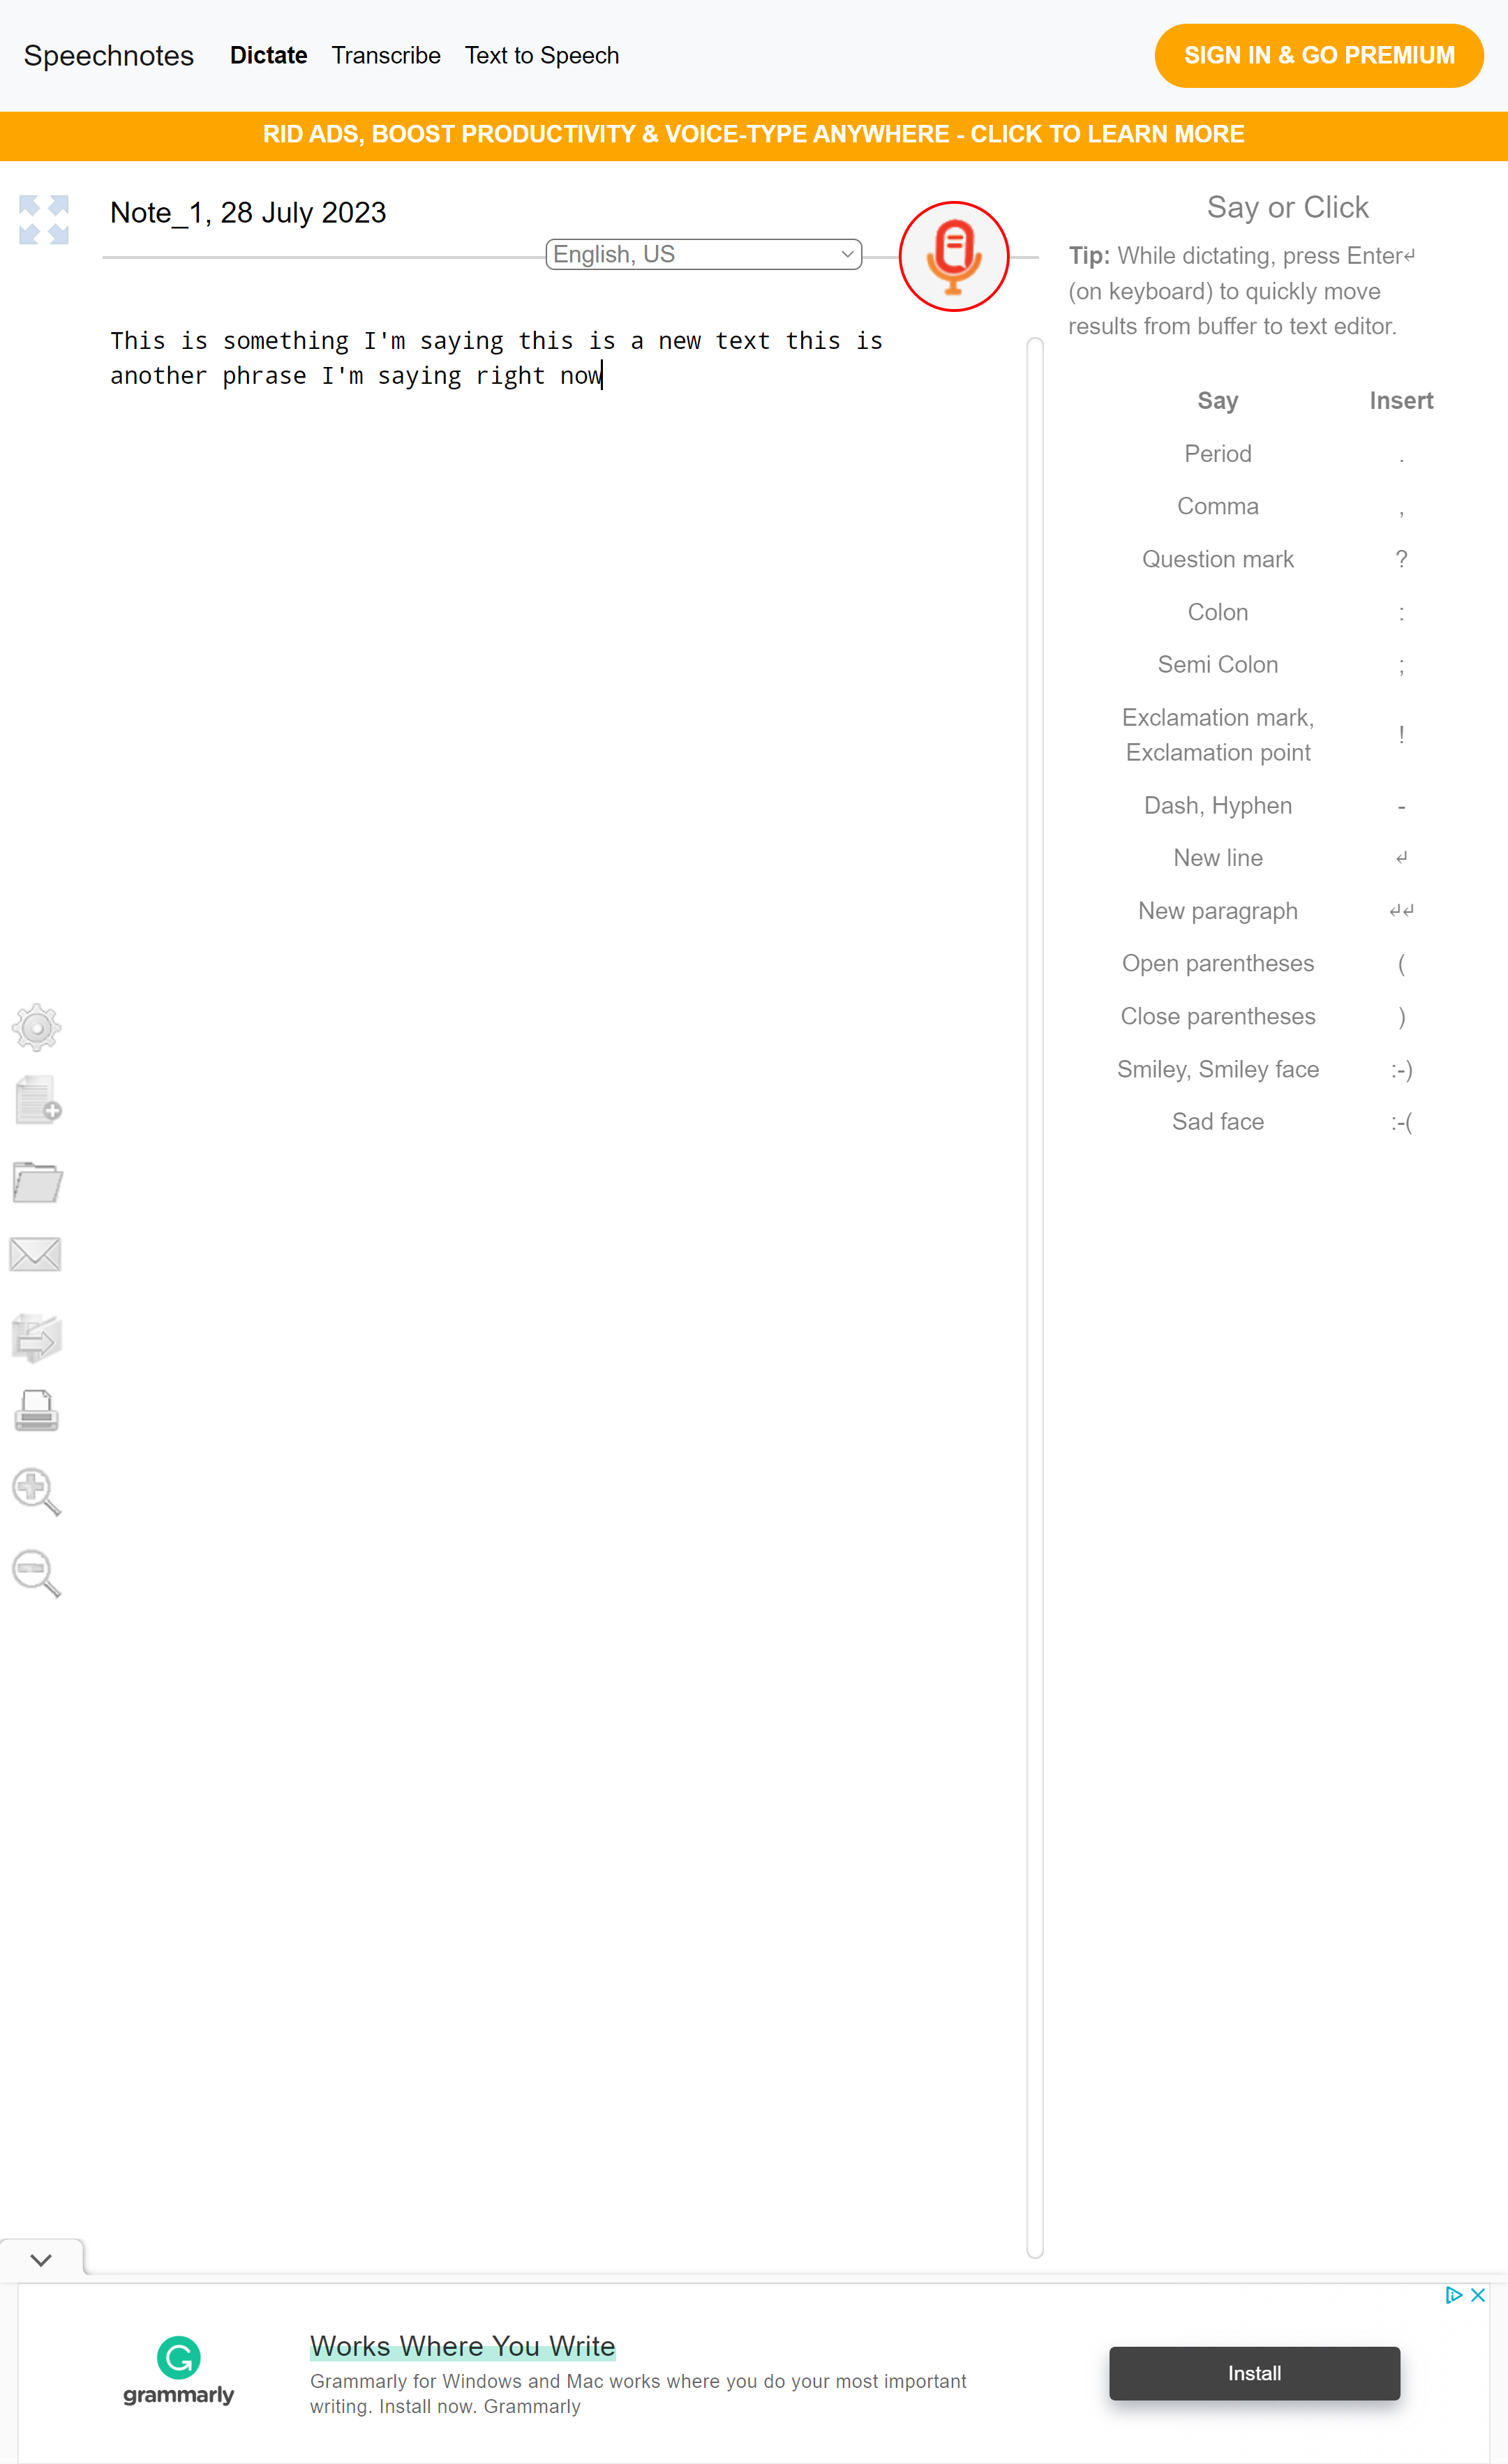 Speechnotes Dictate Transcribe Text to Speech SIGN IN & GO PREMIUM
RID ADS, BOOST PRODUCTIVITY & VOICE-TYPE ANYWHERE - CLICK TO LEARN MORE
Note_1, 28 July 2023
English, US
This is something I'm saying this is a new text this is
another phrase I'm saying right now
Say or Click
Tip: While dictating, press Enter↵
(on keyboard) to quickly move
results from buffer to text editor.
Say Insert
Period .
Comma ,
Question mark ?
Colon :
Semi Colon ;
Exclamation mark,
Exclamation point !
Dash, Hyphen -
New line ↵
New paragraph ↵↵
Open parentheses (
Close parentheses )
Smiley, Smiley face :-)
Sad face :-(
grammarly
Works Where You Write
Grammarly for Windows and Mac works where you do your most important
writing. Install now. Grammarly
Install